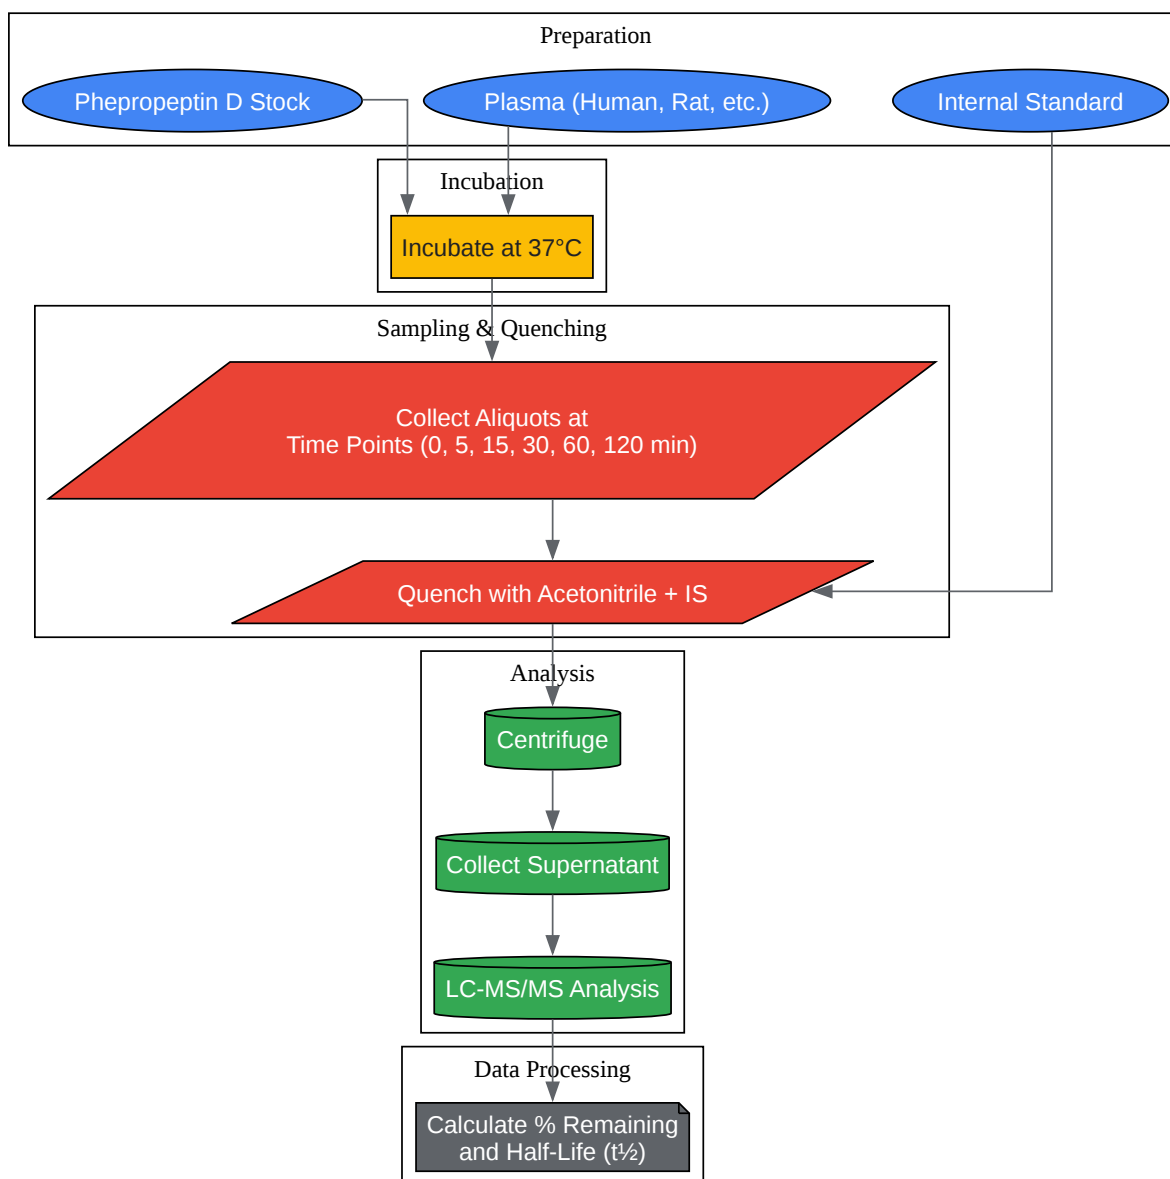 Preparation
Phepropeptin D Stock
Plasma (Human, Rat, etc.)
Internal Standard
Incubation
Incubate at 37°C
Sampling & Quenching
Collect Aliquots at
Time Points (0, 5, 15, 30, 60, 120 min)
Quench with Acetonitrile + IS
Analysis
Centrifuge
Collect Supernatant
LC-MS/MS Analysis
Data Processing
Calculate % Remaining
and Half-Life (t½)